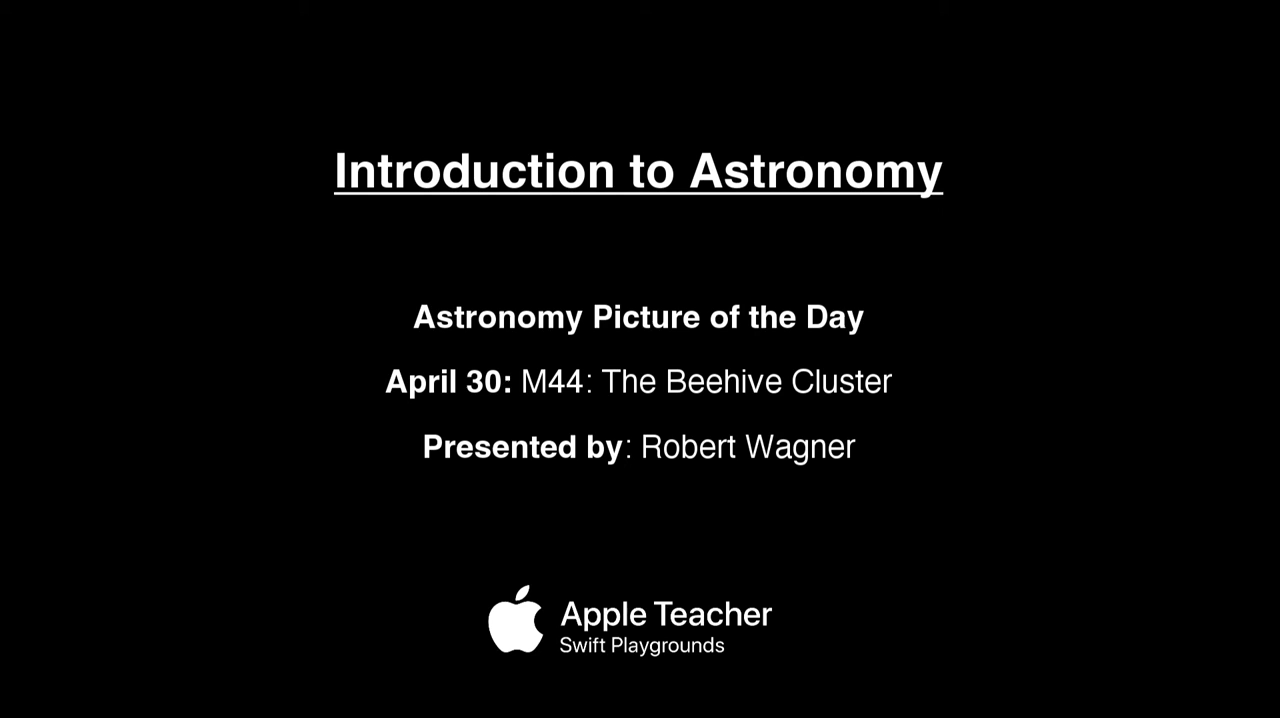 Introduction to Astronomy
Astronomy Picture of the Day
April 30: M44: The Beehive Cluster
Presented by: Robert Wagner
Apple Teacher
Swift Playgrounds